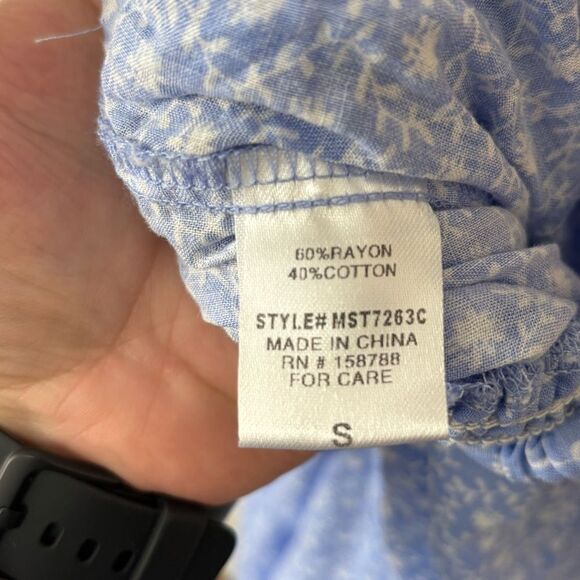 60%RAYON
40%COTTON
STYLE# MST7263C
MADE IN CHINA
RN # 158788
FOR CARE
S